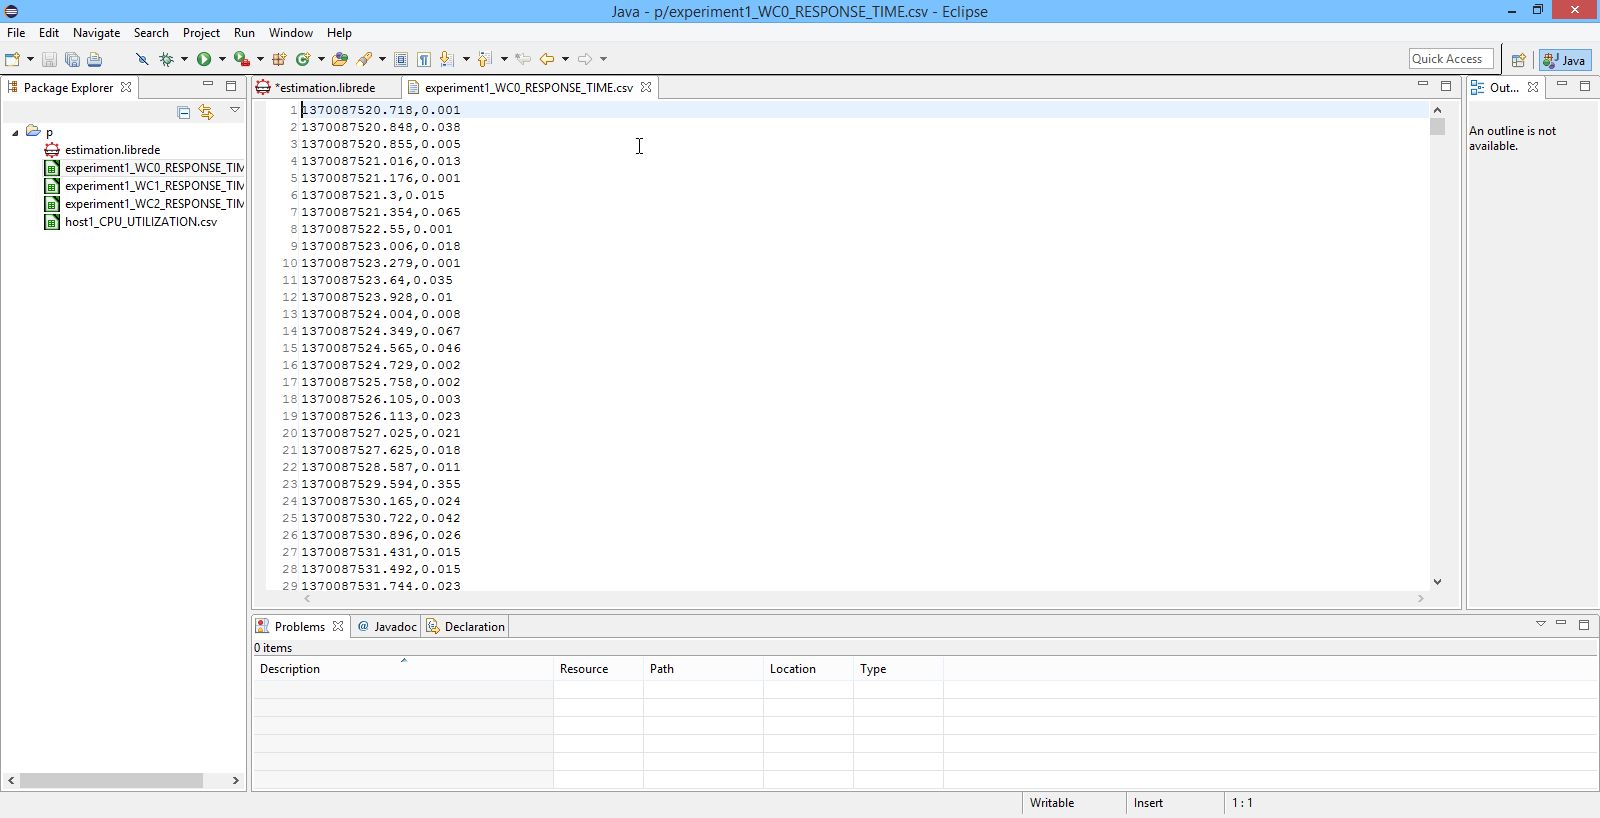 Java - p/experiment1_WC0_RESPONSE_TIME.csv - Eclipse
File Edit Navigate Search Project Run Window Help
Quick Access Java
Package Explorer
p
estimation.librede
experiment1_WC0_RESPONSE_TIM
experiment1_WC1_RESPONSE_TIM
experiment1_WC2_RESPONSE_TIM
host1_CPU_UTILIZATION.csv
*estimation.librede experiment1_WC0_RESPONSE_TIME.csv
1 1370087520.718,0.001
2 1370087520.848,0.038
3 1370087520.855,0.005
4 1370087521.016,0.013
5 1370087521.176,0.001
6 1370087521.3,0.015
7 1370087521.354,0.065
8 1370087522.55,0.001
9 1370087523.006,0.018
10 1370087523.279,0.001
11 1370087523.64,0.035
12 1370087523.928,0.01
13 1370087524.004,0.008
14 1370087524.349,0.067
15 1370087524.565,0.046
16 1370087524.729,0.002
17 1370087525.758,0.002
18 1370087526.105,0.003
19 1370087526.113,0.023
20 1370087527.025,0.021
21 1370087527.625,0.018
22 1370087528.587,0.011
23 1370087529.594,0.355
24 1370087530.165,0.024
25 1370087530.722,0.042
26 1370087530.896,0.026
27 1370087531.431,0.015
28 1370087531.492,0.015
29 1370087531.744,0.023
Out...
An outline is not
available.
Problems @ Javadoc Declaration
0 items
Description Resource Path Location Type
Writable Insert 1 : 1